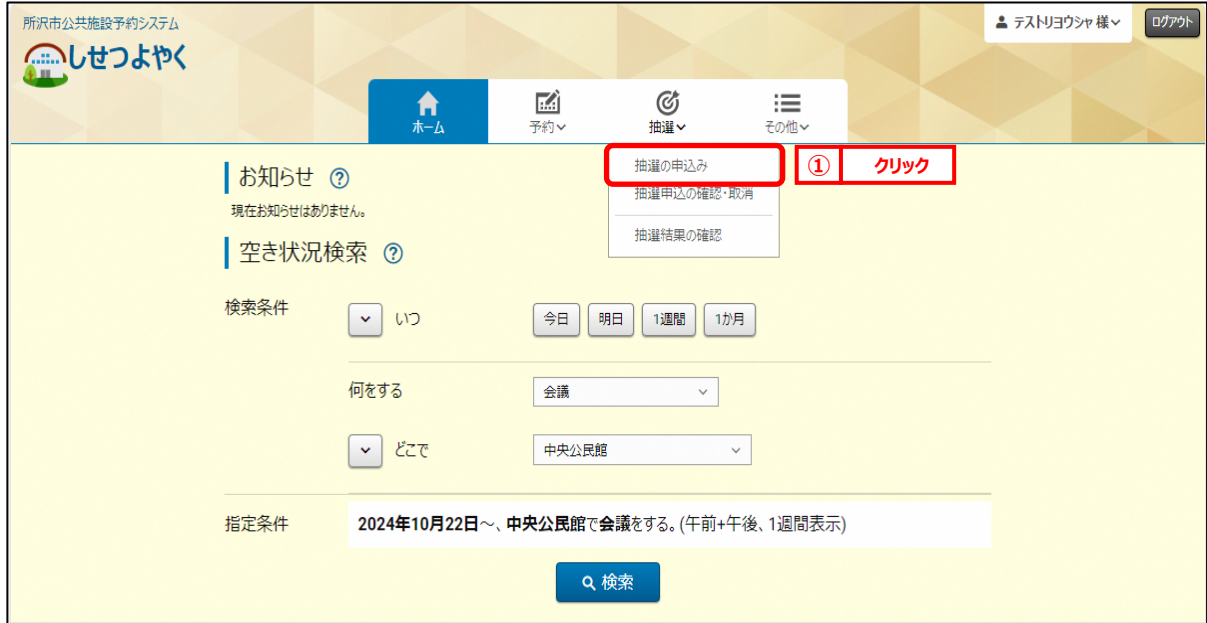 所沢市公共施設予約システム
しせつよやく
テストリヨウシャ 様
ログアウト
ホーム
予約
抽選
その他
抽選の申込み
① クリック
抽選申込の確認・取消
抽選結果の確認
お知らせ ?
現在お知らせはありません。
空き状況検索 ?
検索条件
いつ
今日 明日 1週間 1か月
何をする
会議
どこで
中央公民館
指定条件
2024年10月22日～、中央公民館で会議をする。(午前+午後、1週間表示)
検索